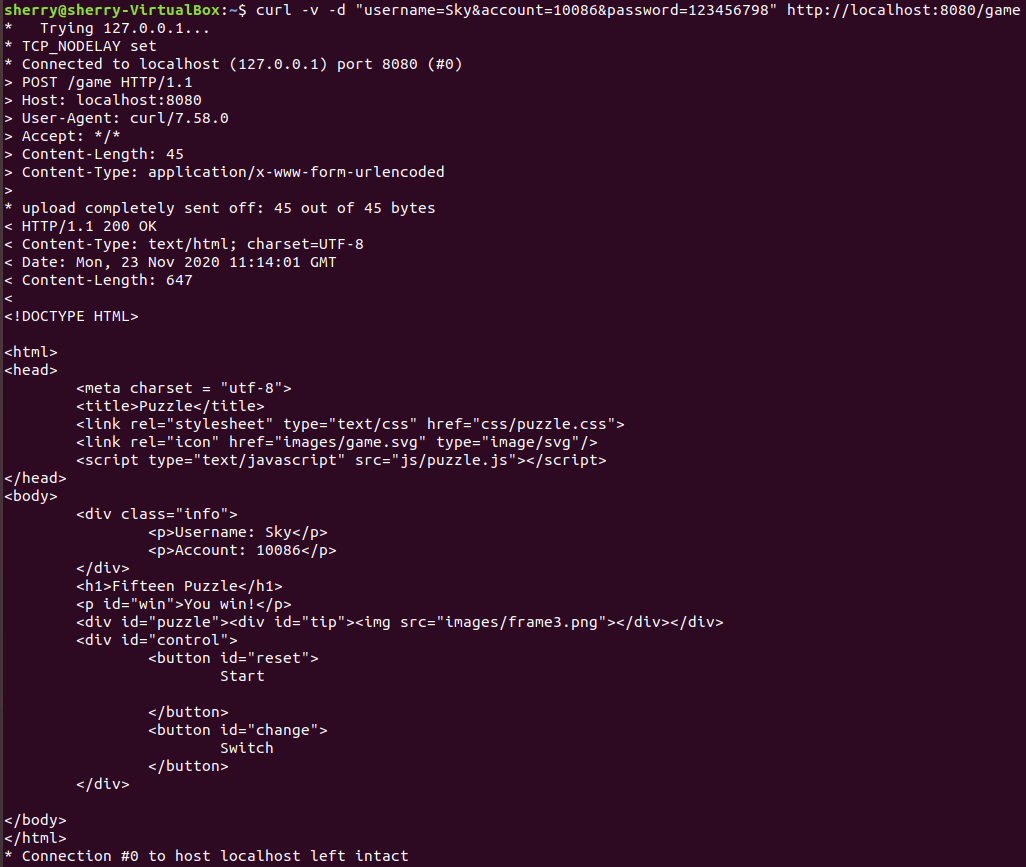 sherry@sherry-VirtualBox:~$ curl -v -d "username=Sky&account=10086&password=123456798" http://localhost:8080/game
*   Trying 127.0.0.1...
* TCP_NODELAY set
* Connected to localhost (127.0.0.1) port 8080 (#0)
> POST /game HTTP/1.1
> Host: localhost:8080
> User-Agent: curl/7.58.0
> Accept: */*
> Content-Length: 45
> Content-Type: application/x-www-form-urlencoded
>
* upload completely sent off: 45 out of 45 bytes
< HTTP/1.1 200 OK
< Content-Type: text/html; charset=UTF-8
< Date: Mon, 23 Nov 2020 11:14:01 GMT
< Content-Length: 647
<
<!DOCTYPE HTML>

<html>
<head>
        <meta charset = "utf-8">
        <title>Puzzle</title>
        <link rel="stylesheet" type="text/css" href="css/puzzle.css">
        <link rel="icon" href="images/game.svg" type="image/svg"/>
        <script type="text/javascript" src="js/puzzle.js"></script>
</head>
<body>
        <div class="info">
                <p>Username: Sky</p>
                <p>Account: 10086</p>
        </div>
        <h1>Fifteen Puzzle</h1>
        <p id="win">You win!</p>
        <div id="puzzle"><div id="tip"><img src="images/frame3.png"></div></div>
        <div id="control">
                <button id="reset">
                        Start

                </button>
                <button id="change">
                        Switch
                </button>
        </div>

</body>
</html>
* Connection #0 to host localhost left intact